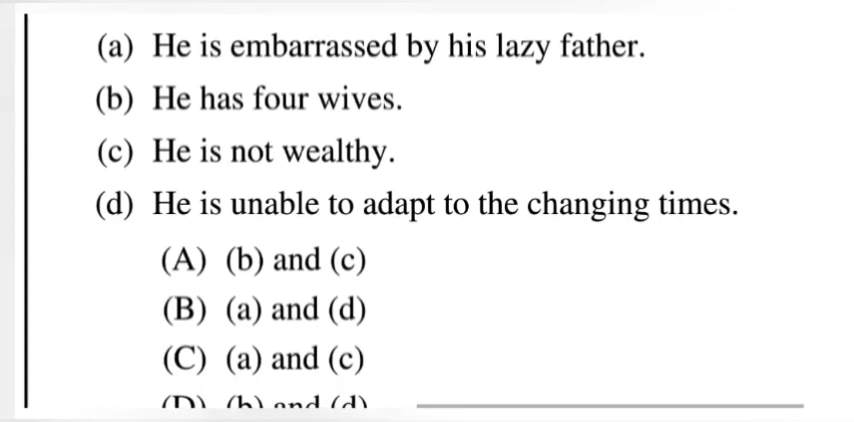 (a) He is embarrassed by his lazy father.
(b) He has four wives.
(c) He is not wealthy.
(d) He is unable to adapt to the changing times.
(A) (b) and (c)
(B) (a) and (d)
(C) (a) and (c)
(D) (b) and (d)